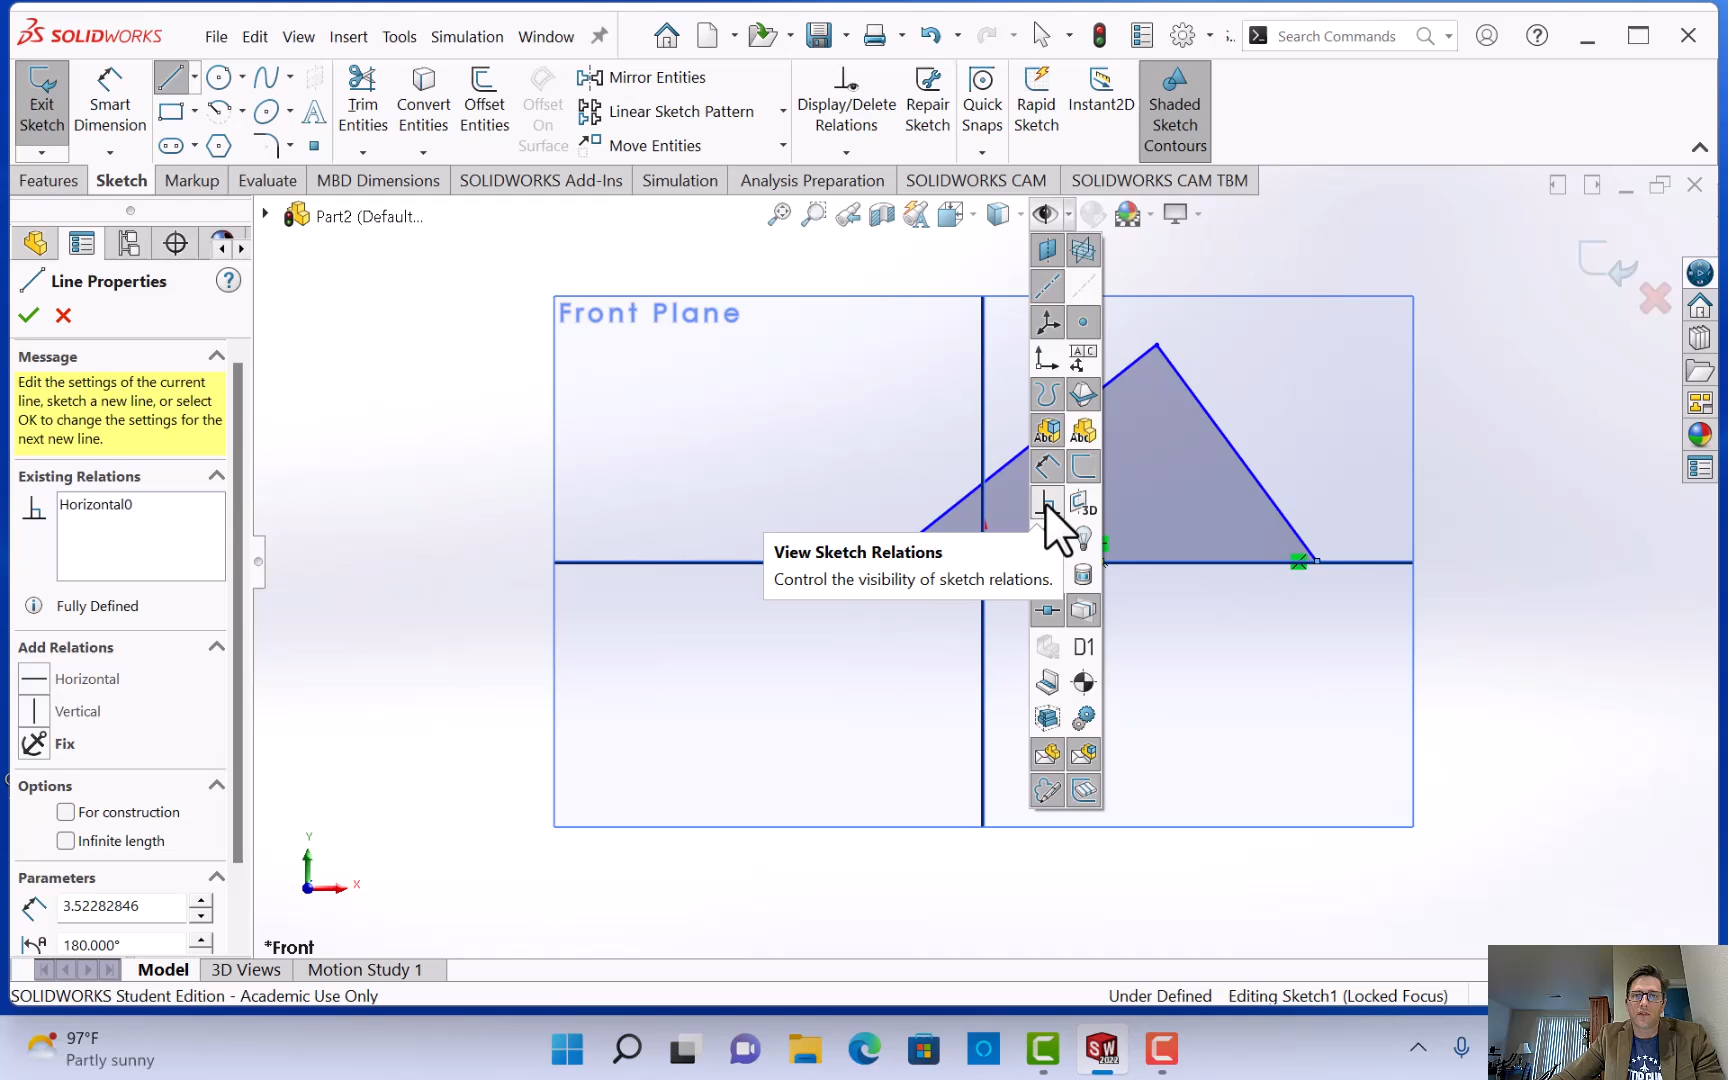 SOLIDWORKS
File Edit View Insert Tools Simulation Window
Search Commands
Exit Sketch
Smart Dimension
Trim Entities
Convert Entities
Offset Entities
Offset On Surface
Mirror Entities
Linear Sketch Pattern
Move Entities
Display/Delete Relations
Repair Sketch
Quick Snaps
Rapid Sketch
Instant2D
Shaded Sketch Contours
Features Sketch Markup Evaluate MBD Dimensions SOLIDWORKS Add-Ins Simulation Analysis Preparation SOLIDWORKS CAM SOLIDWORKS CAM TBM
Part2 (Default...
Line Properties
Message
Edit the settings of the current
line, sketch a new line, or select
OK to change the settings for the
next new line.
Existing Relations
Horizontal0
Fully Defined
Add Relations
Horizontal
Vertical
Fix
Options
For construction
Infinite length
Parameters
3.52282846
180.000°
Front Plane
A C
Abc Abc
3D
D1
View Sketch Relations
Control the visibility of sketch relations.
Y
X
*Front
Model 3D Views Motion Study 1
SOLIDWORKS Student Edition - Academic Use Only
Under Defined Editing Sketch1 (Locked Focus)
97°F
Partly sunny
SW
2022